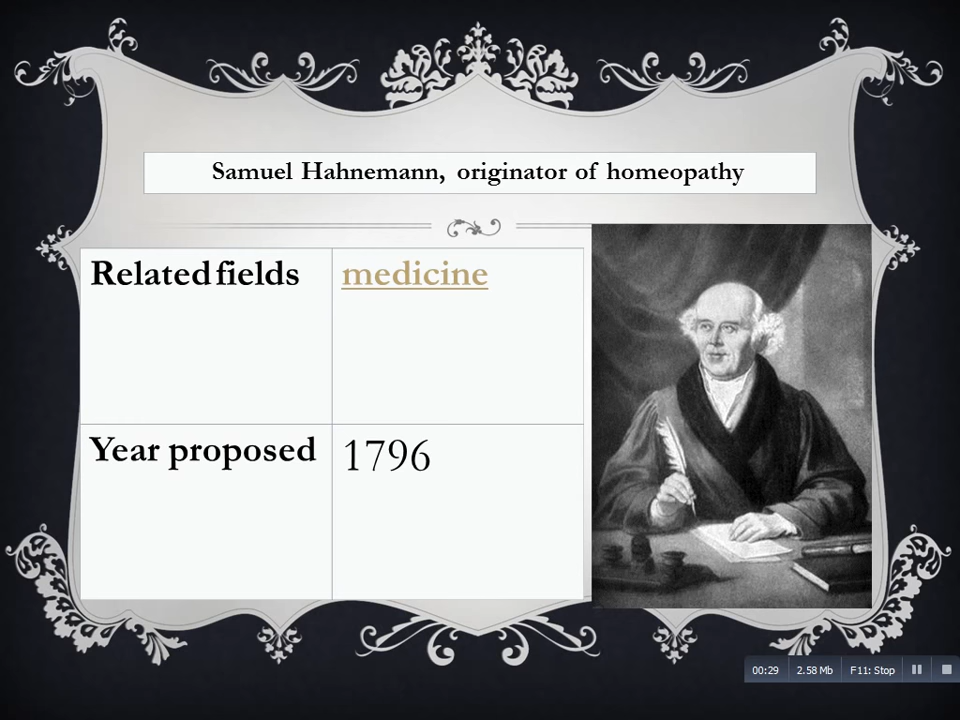 Samuel Hahnemann, originator of homeopathy
Related fields
medicine
Year proposed
1796
00:29
2.58 Mb
F11: Stop